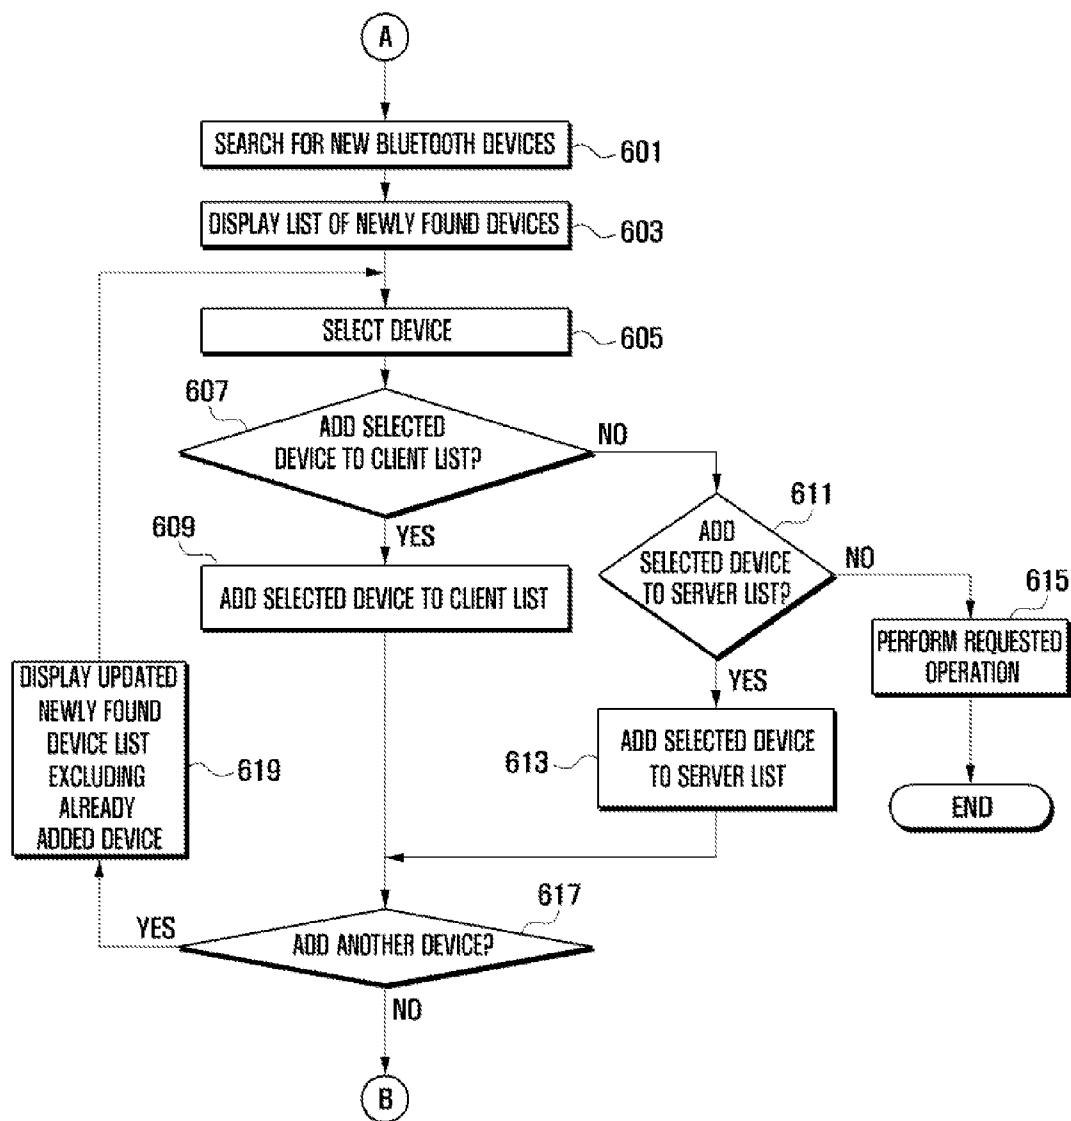 A
SEARCH FOR NEW BLUETOOTH DEVICES
601
DISPLAY LIST OF NEWLY FOUND DEVICES
603
SELECT DEVICE
605
607
ADD SELECTED
DEVICE TO CLIENT LIST?
NO
YES
609
ADD SELECTED DEVICE TO CLIENT LIST
611
ADD
SELECTED DEVICE
TO SERVER LIST?
NO
YES
615
PERFORM REQUESTED
OPERATION
613
ADD SELECTED DEVICE
TO SERVER LIST
END
DISPLAY UPDATED
NEWLY FOUND
DEVICE LIST
EXCLUDING
ALREADY
ADDED DEVICE
619
617
ADD ANOTHER DEVICE?
YES
NO
B